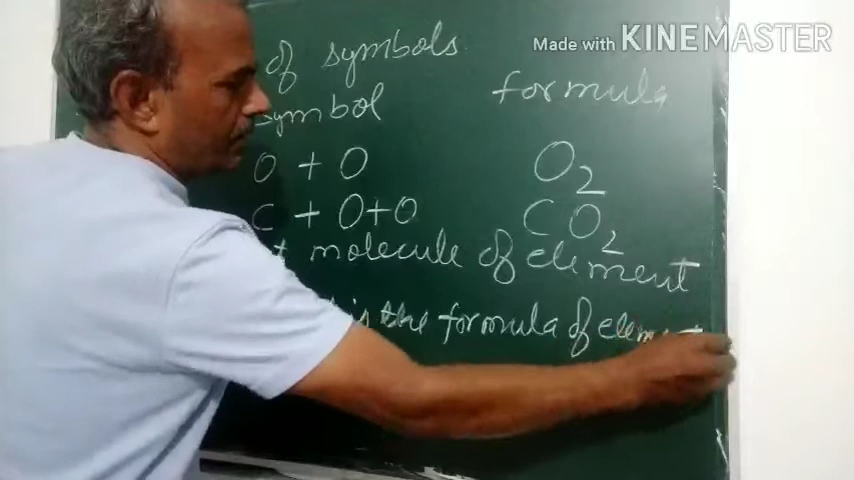 Made with KINEMASTER
of symbols
symbol formula
O + O O2
C + O + O CO2
molecule of element
is the formula of element